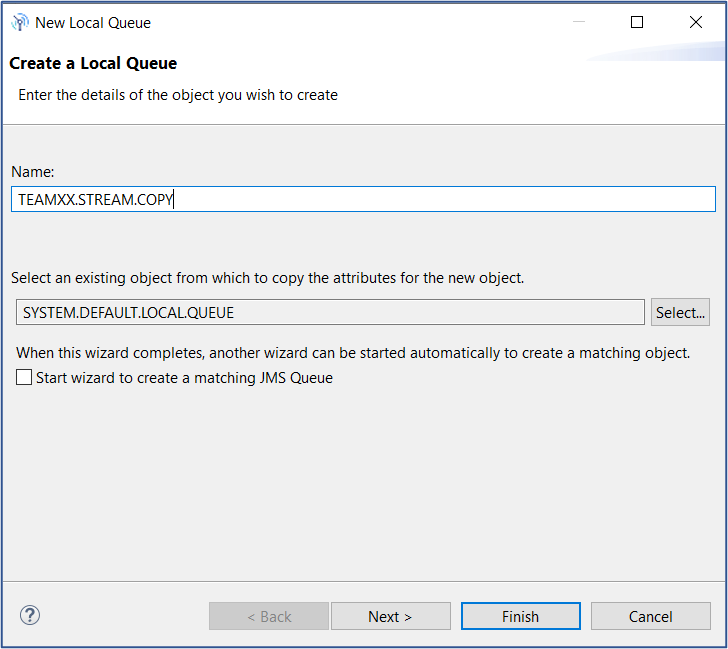 New Local Queue
Create a Local Queue
Enter the details of the object you wish to create
Name:
TEAMXX.STREAM.COPY
Select an existing object from which to copy the attributes for the new object.
SYSTEM.DEFAULT.LOCAL.QUEUE
Select...
When this wizard completes, another wizard can be started automatically to create a matching object.
Start wizard to create a matching JMS Queue
?
< Back
Next >
Finish
Cancel